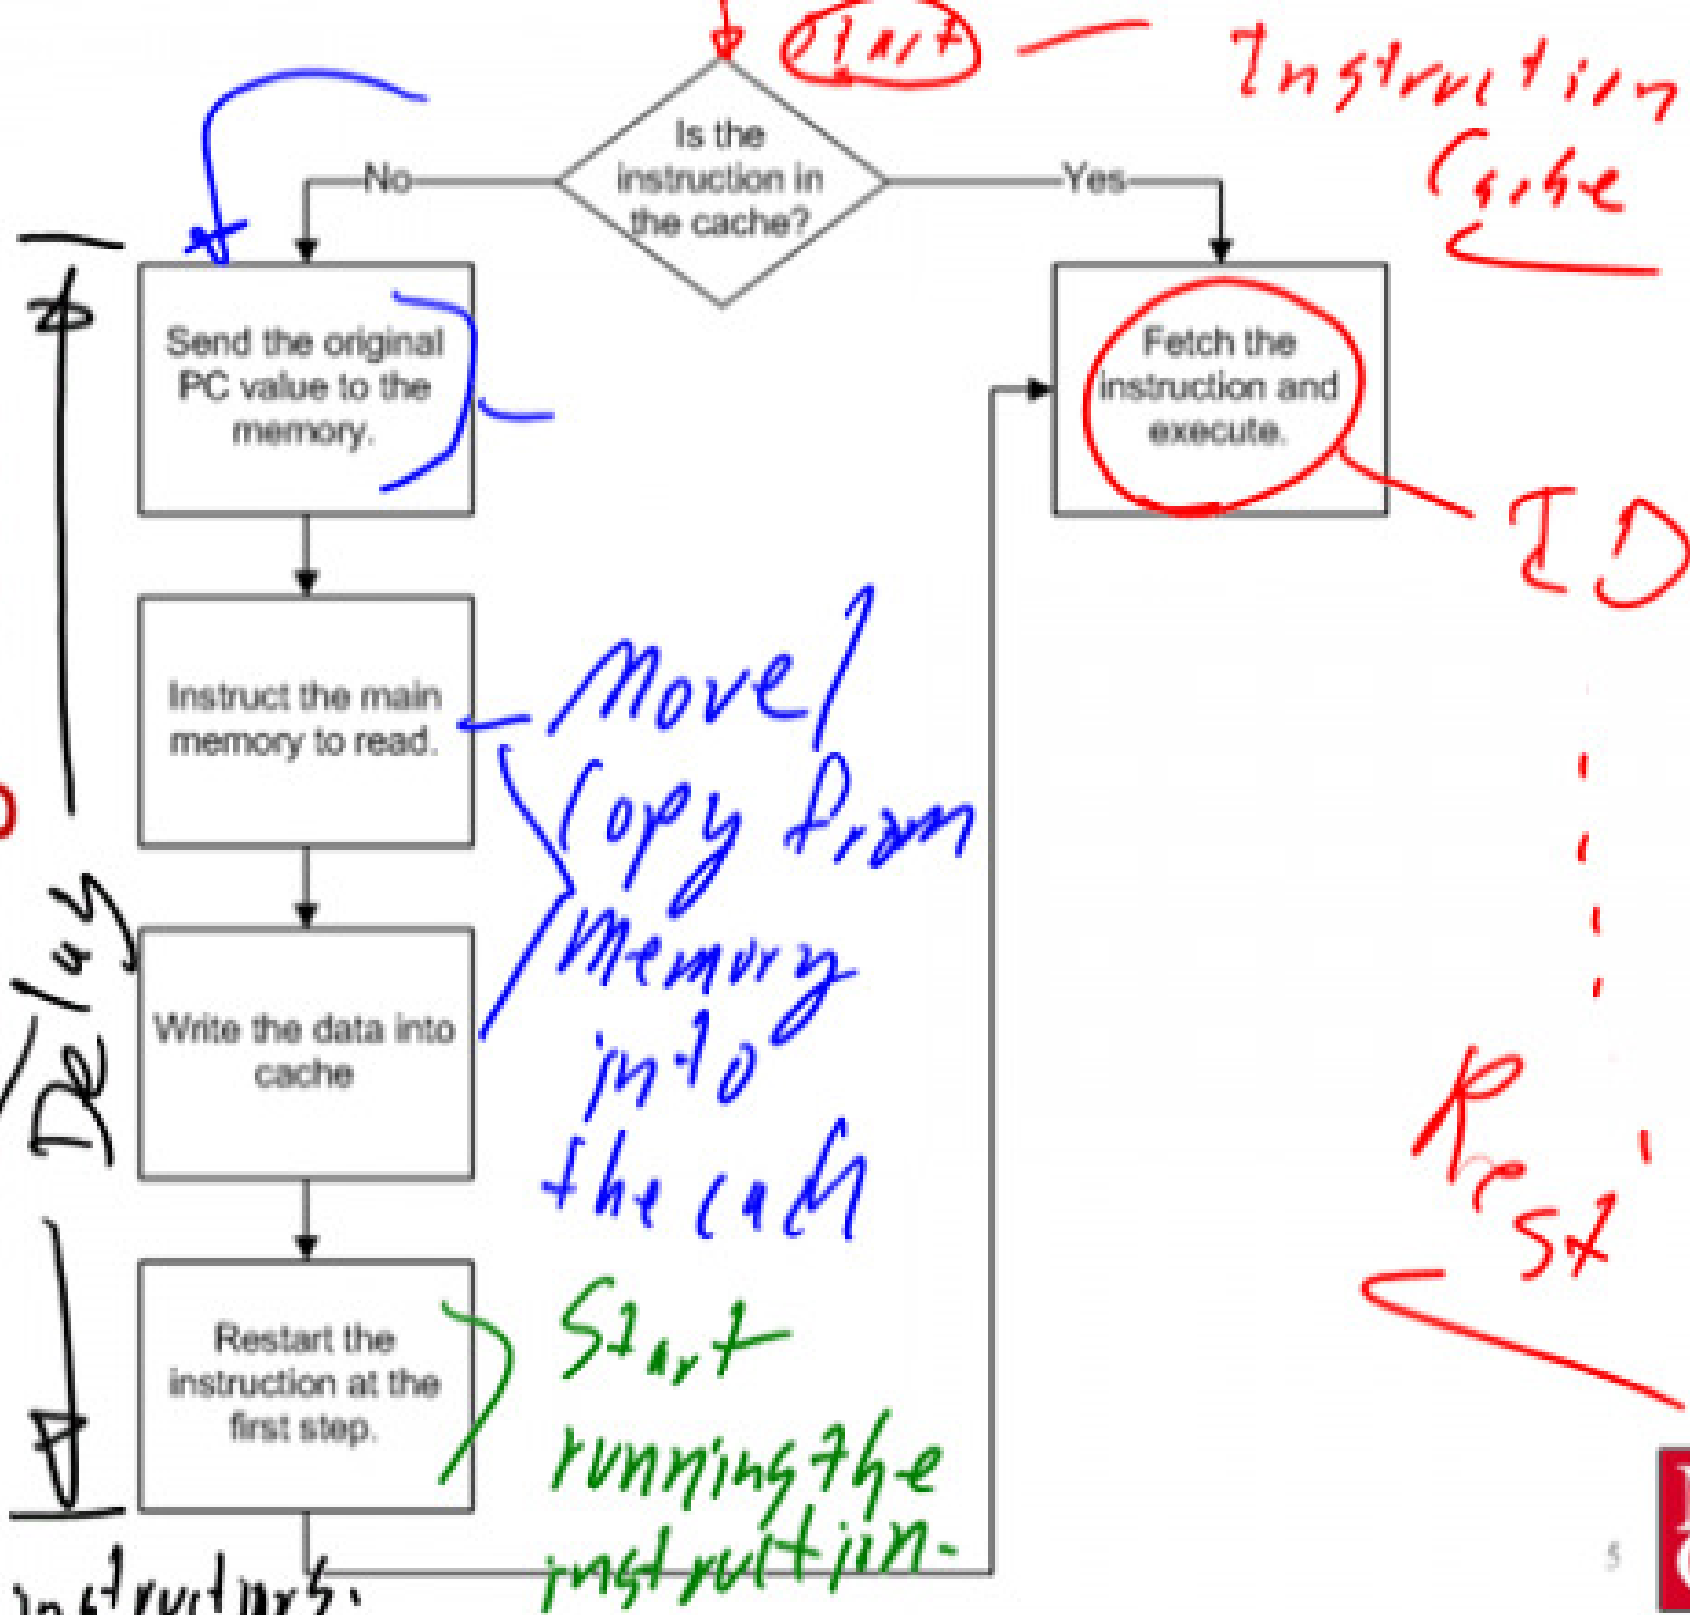 Start
Instruction
Cache
Is the
instruction in
the cache?
No
Yes
Send the original
PC value to the
memory.
Fetch the
instruction and
execute.
ID
Instruct the main
memory to read.
Move/
Copy from
memory
into
the cach
Delay
Write the data into
cache
Rest
Restart the
instruction at the
first step.
Start
running the
instruction.
instructions.
5